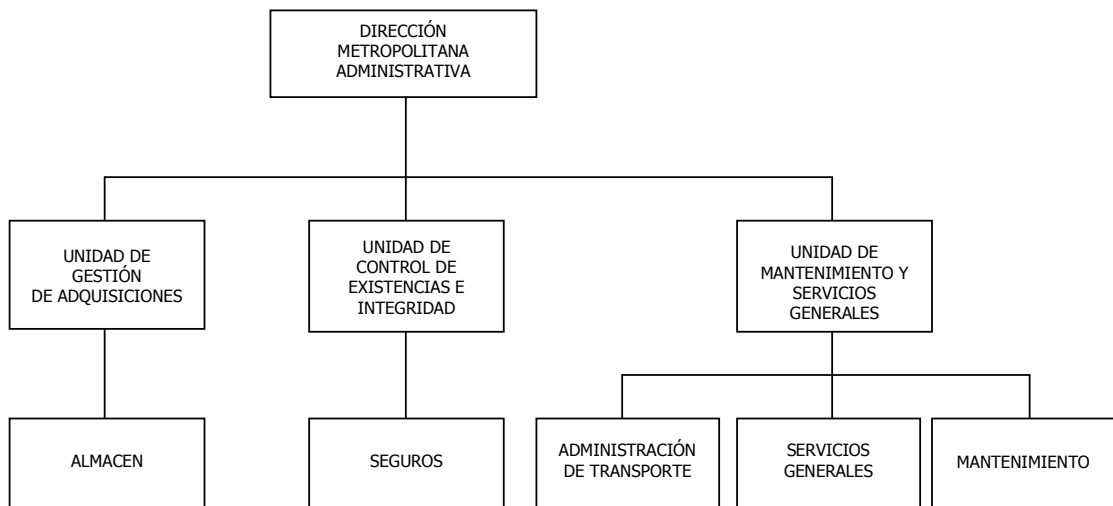 DIRECCIÓN
METROPOLITANA
ADMINISTRATIVA
UNIDAD DE
GESTIÓN
DE ADQUISICIONES
UNIDAD DE
CONTROL DE
EXISTENCIAS E
INTEGRIDAD
UNIDAD DE
MANTENIMIENTO Y
SERVICIOS
GENERALES
ALMACEN
SEGUROS
ADMINISTRACIÓN
DE TRANSPORTE
SERVICIOS
GENERALES
MANTENIMIENTO